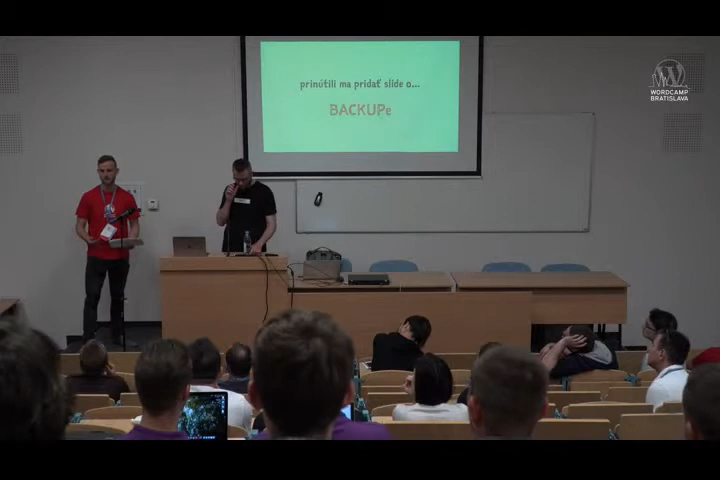 prinútili ma pridať slide o...
BACKUPe
WORDCAMP
BRATISLAVA